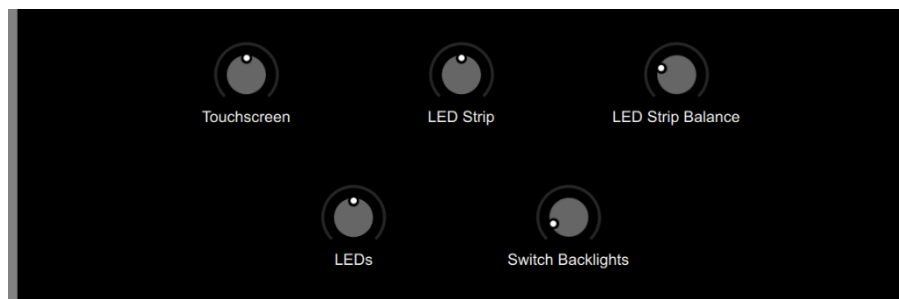 Touchscreen
LED Strip
LED Strip Balance
LEDs
Switch Backlights